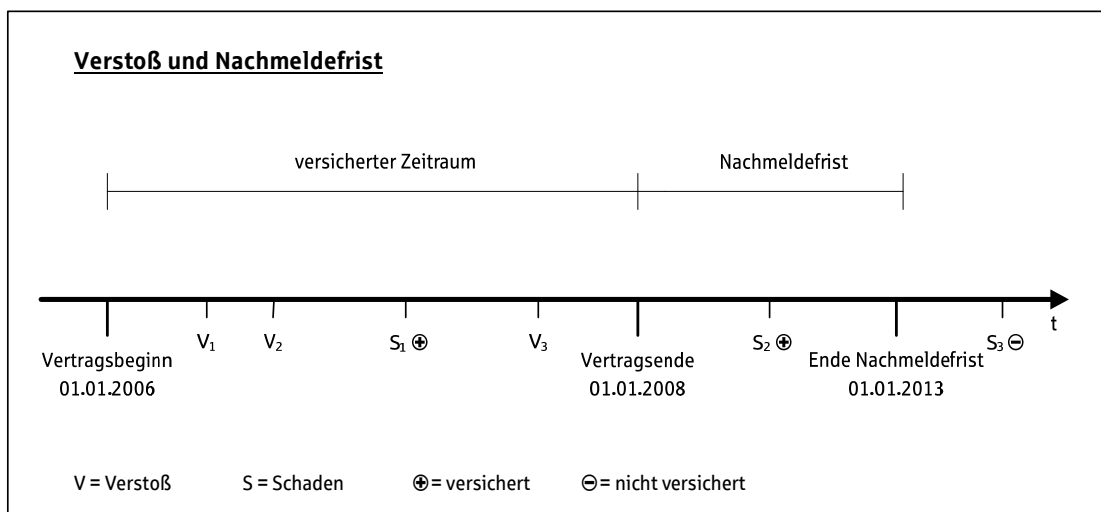 Verstoß und Nachmeldefrist
versicherter Zeitraum Nachmeldefrist
t
V₁ V₂ S₁ ⊕ V₃ S₂ ⊕ S₃ ⊖
Vertragsbeginn Vertragsende Ende Nachmeldefrist
01.01.2006 01.01.2008 01.01.2013
V = Verstoß S = Schaden ⊕ = versichert ⊖ = nicht versichert